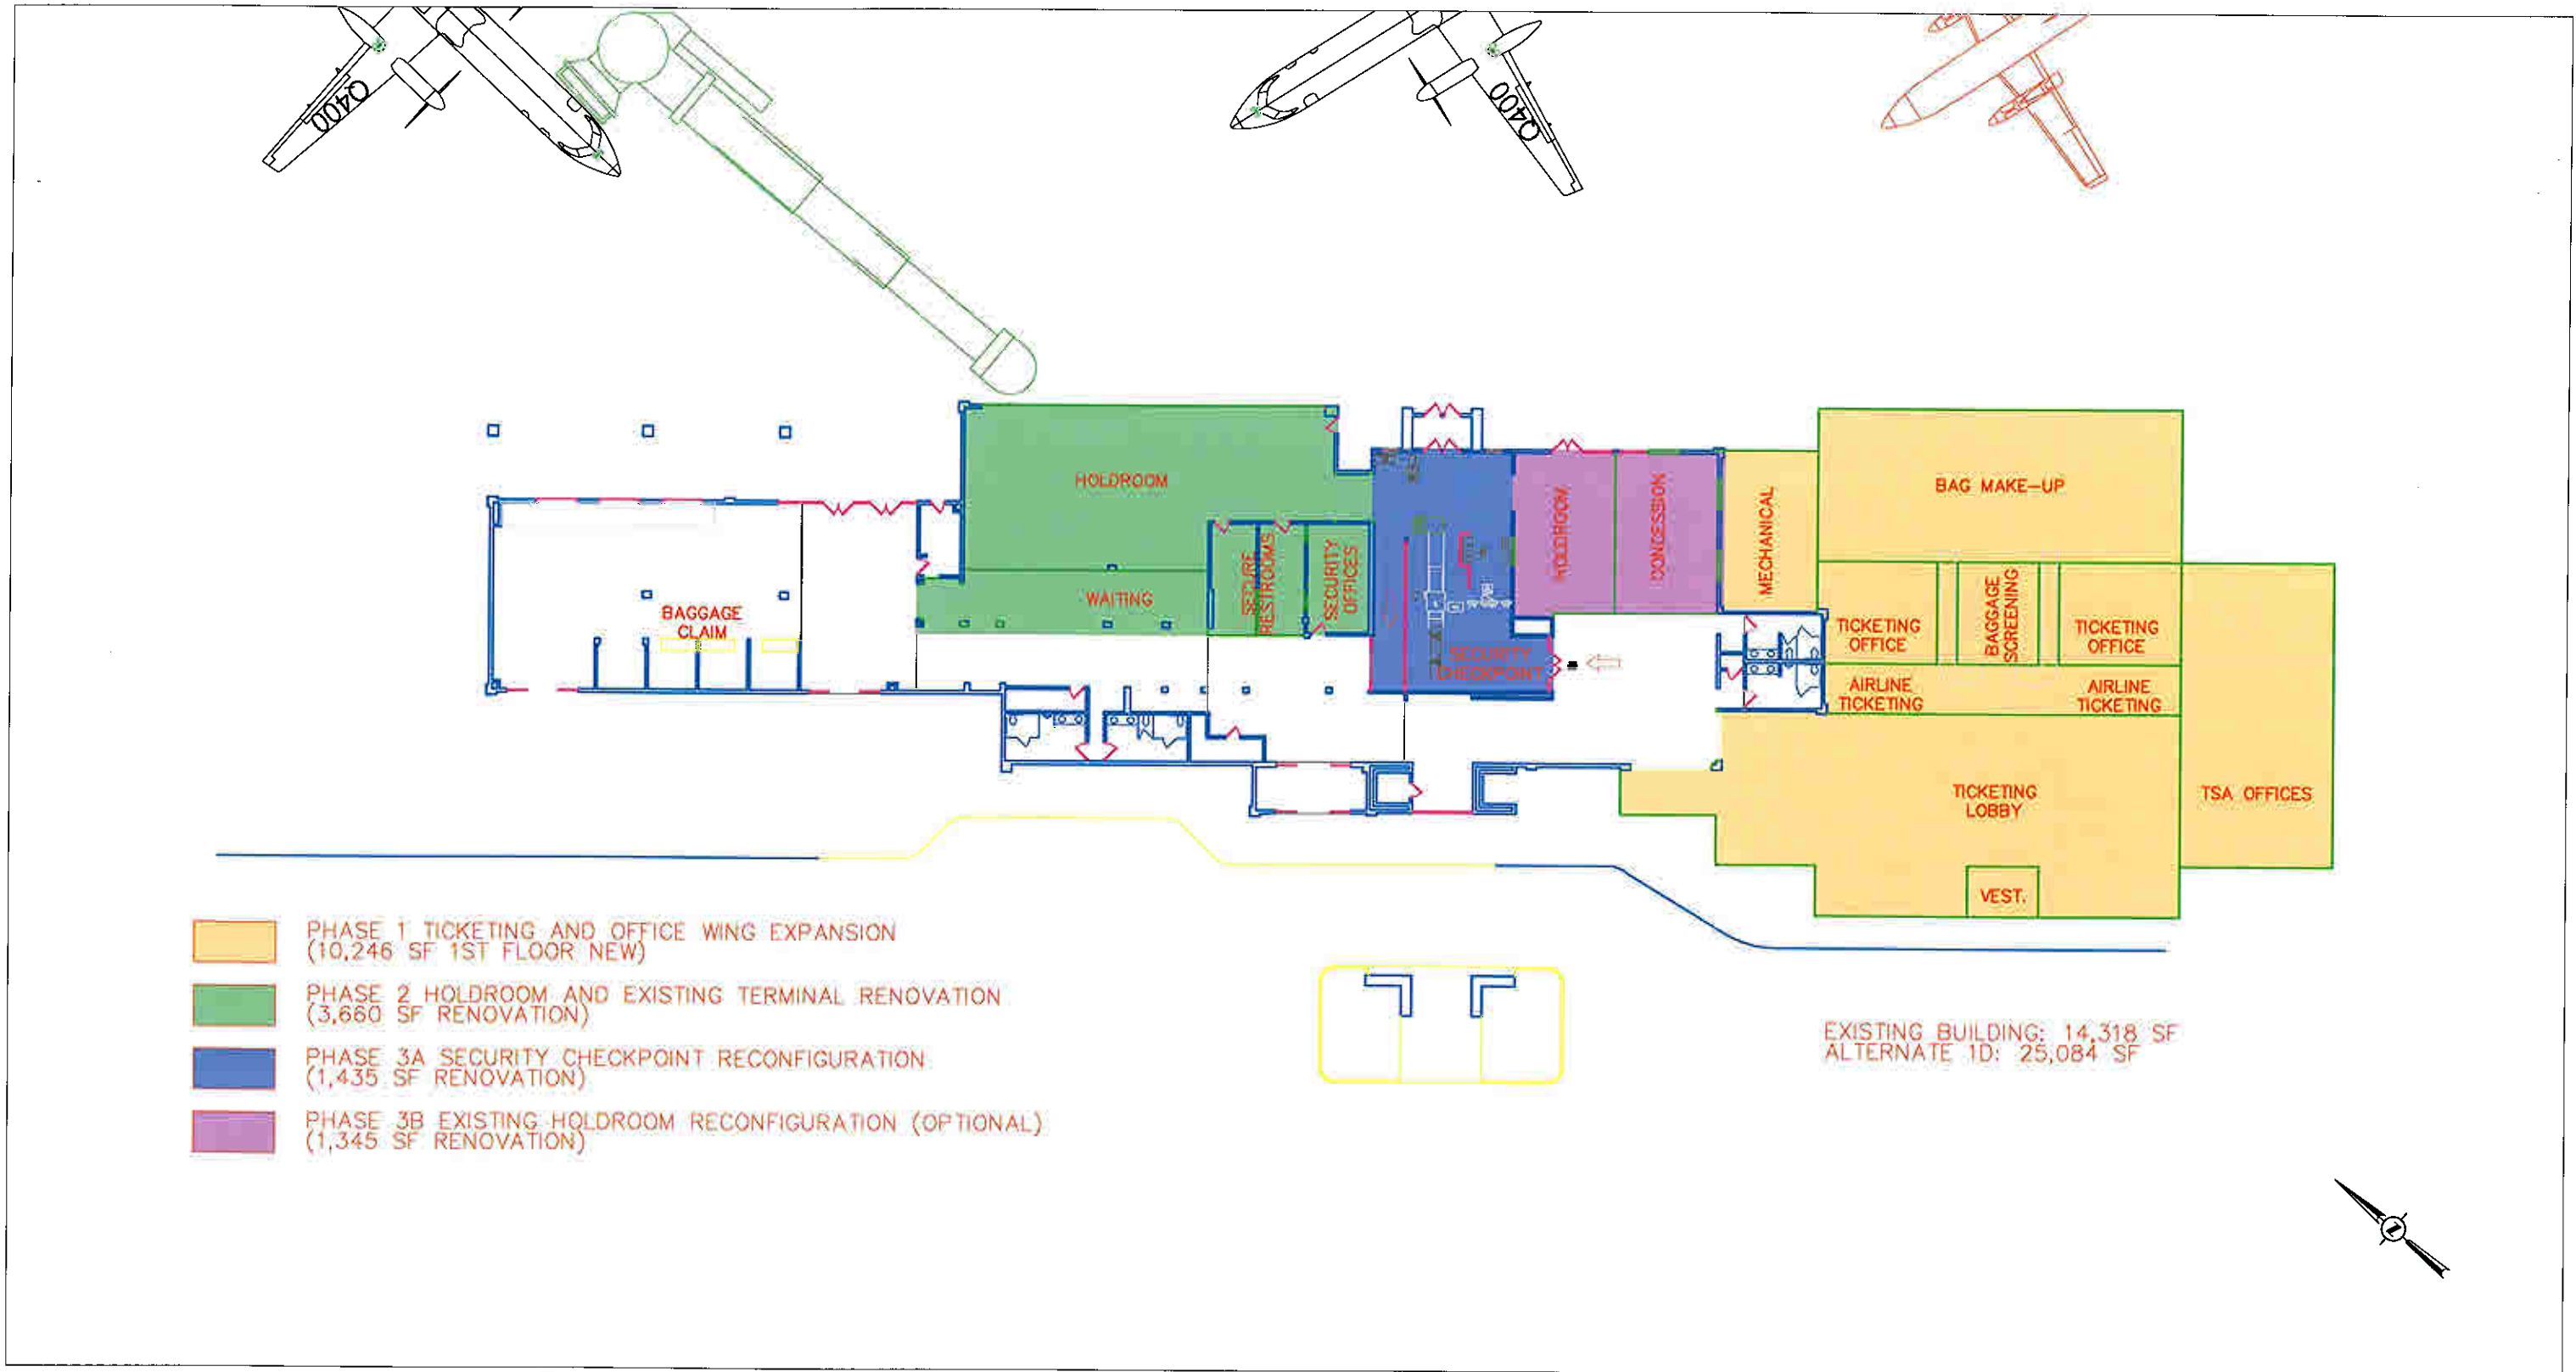 Q400
Q400
HOLDROOM
WAITING
SECURE
RESTROOMS
SECURITY
OFFICES
BAGGAGE
CLAIM
SECURITY
CHECKPOINT
HOLDROOM
CONCESSION
MECHANICAL
BAG MAKE-UP
TICKETING
OFFICE
BAGGAGE
SCREENING
TICKETING
OFFICE
AIRLINE
TICKETING
AIRLINE
TICKETING
TICKETING
LOBBY
TSA OFFICES
VEST.
PHASE 1 TICKETING AND OFFICE WING EXPANSION
(10,246 SF 1ST FLOOR NEW)
PHASE 2 HOLDROOM AND EXISTING TERMINAL RENOVATION
(3,660 SF RENOVATION)
PHASE 3A SECURITY CHECKPOINT RECONFIGURATION
(1,435 SF RENOVATION)
PHASE 3B EXISTING HOLDROOM RECONFIGURATION (OPTIONAL)
(1,345 SF RENOVATION)
EXISTING BUILDING: 14,318 SF
ALTERNATE 1D: 25,084 SF
Z